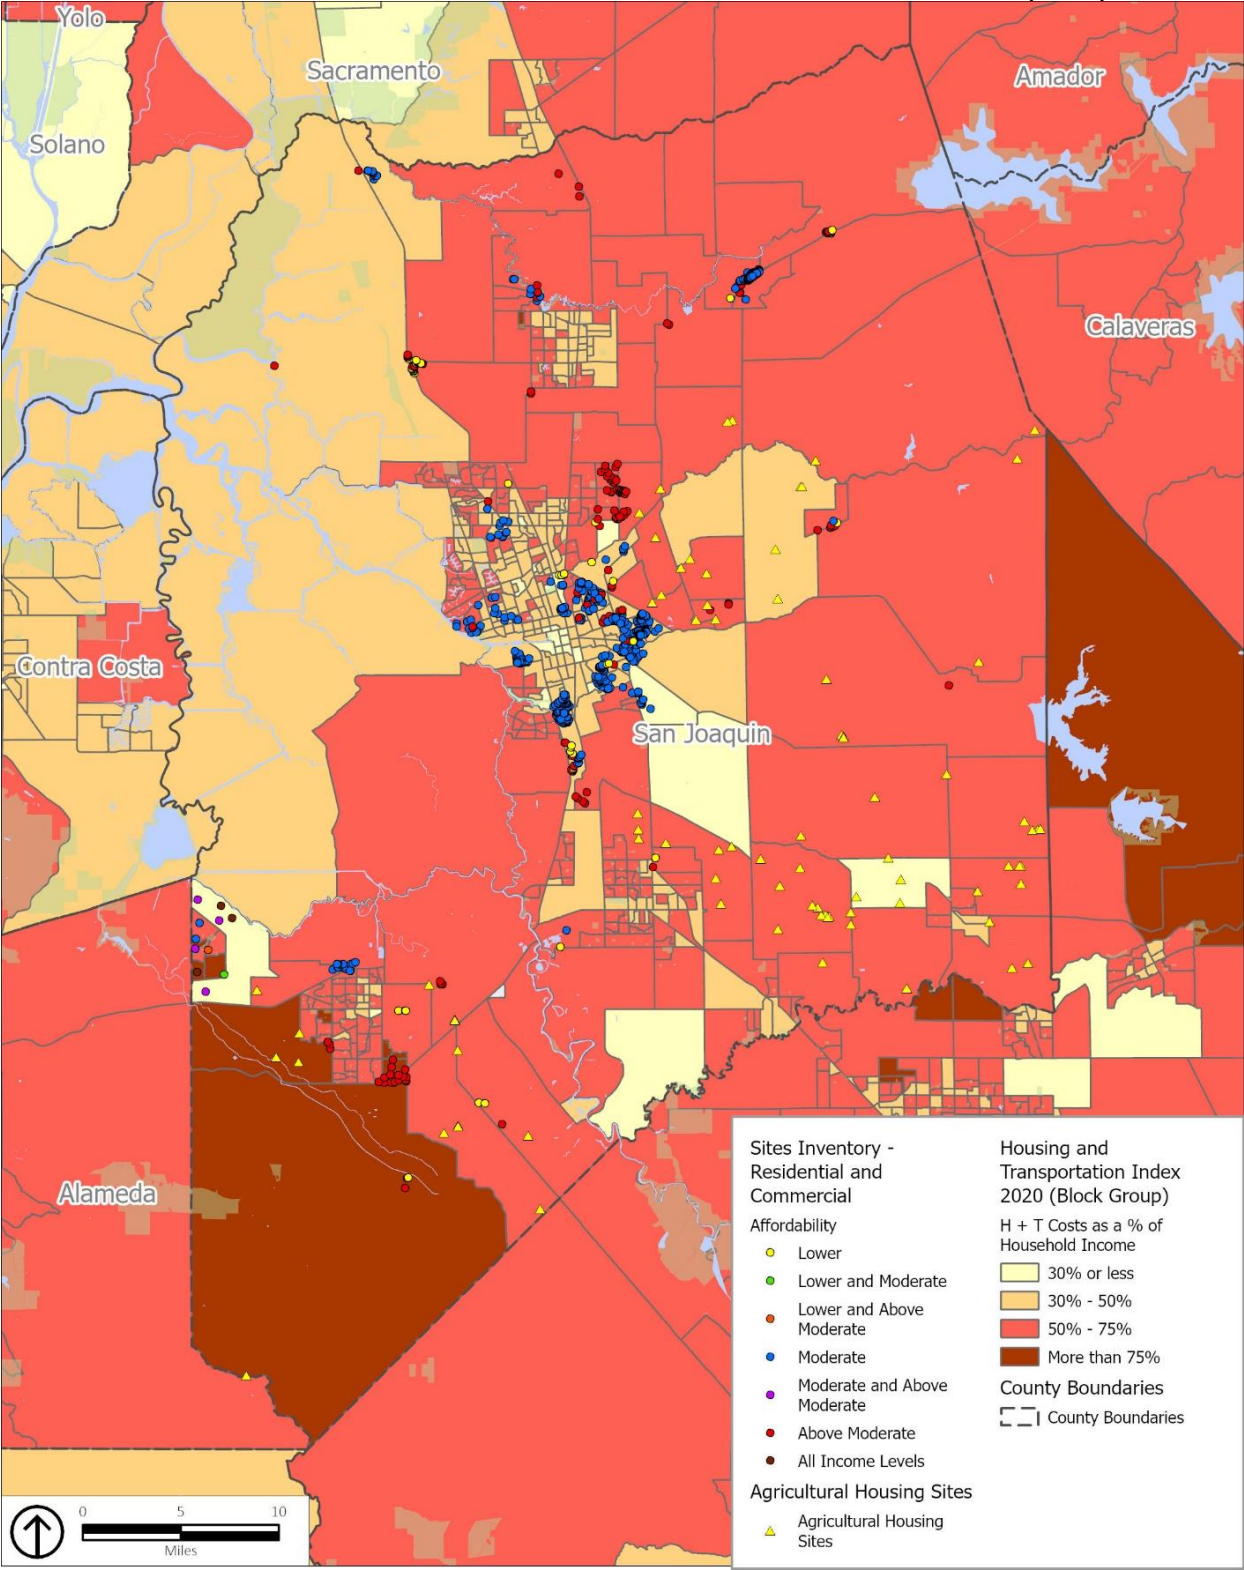 Yolo
Sacramento
Amador
Solano
Calaveras
Contra Costa
San Joaquin
Alameda
Sites Inventory -
Residential and
Commercial
Affordability
Lower
Lower and Moderate
Lower and Above
Moderate
Moderate
Moderate and Above
Moderate
Above Moderate
All Income Levels
Agricultural Housing Sites
Agricultural Housing
Sites
Housing and
Transportation Index
2020 (Block Group)
H + T Costs as a % of
Household Income
30% or less
30% - 50%
50% - 75%
More than 75%
County Boundaries
County Boundaries
0 5 10
Miles